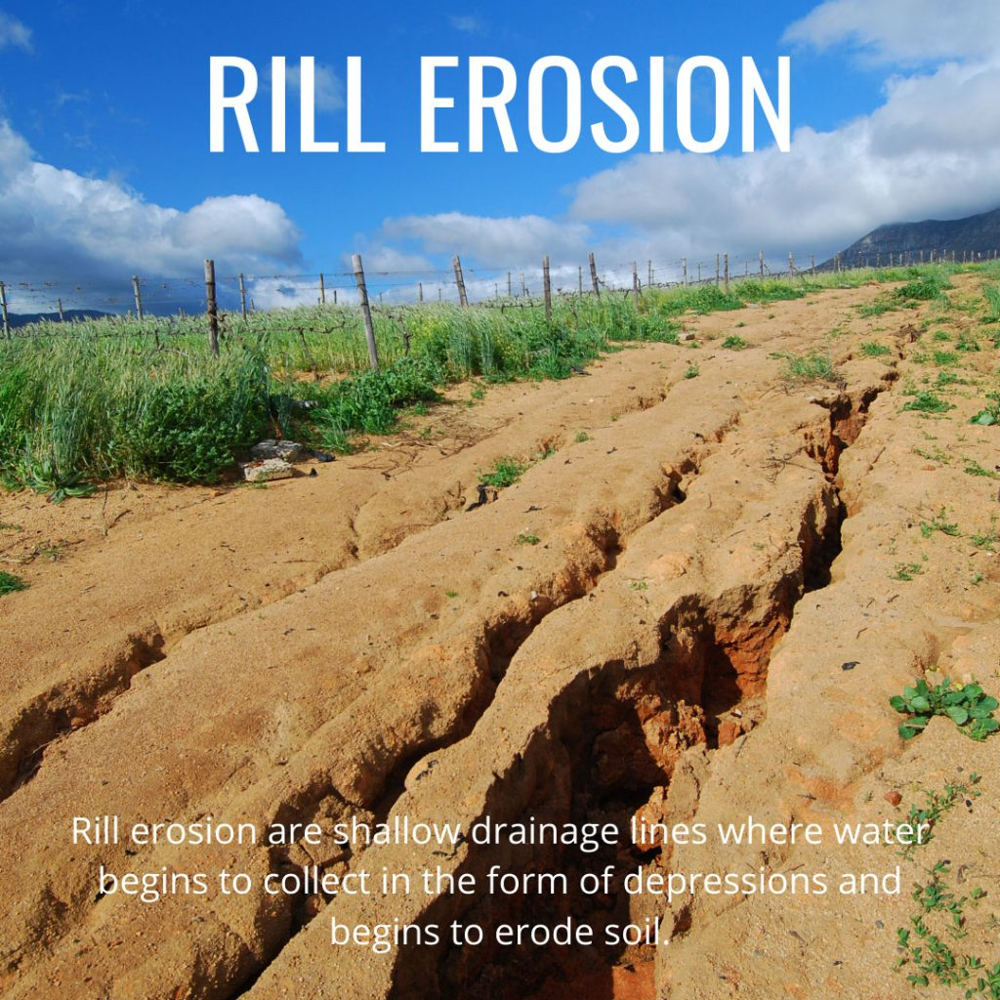 RILL EROSION
Rill erosion are shallow drainage lines where water
begins to collect in the form of depressions and
begins to erode soil.